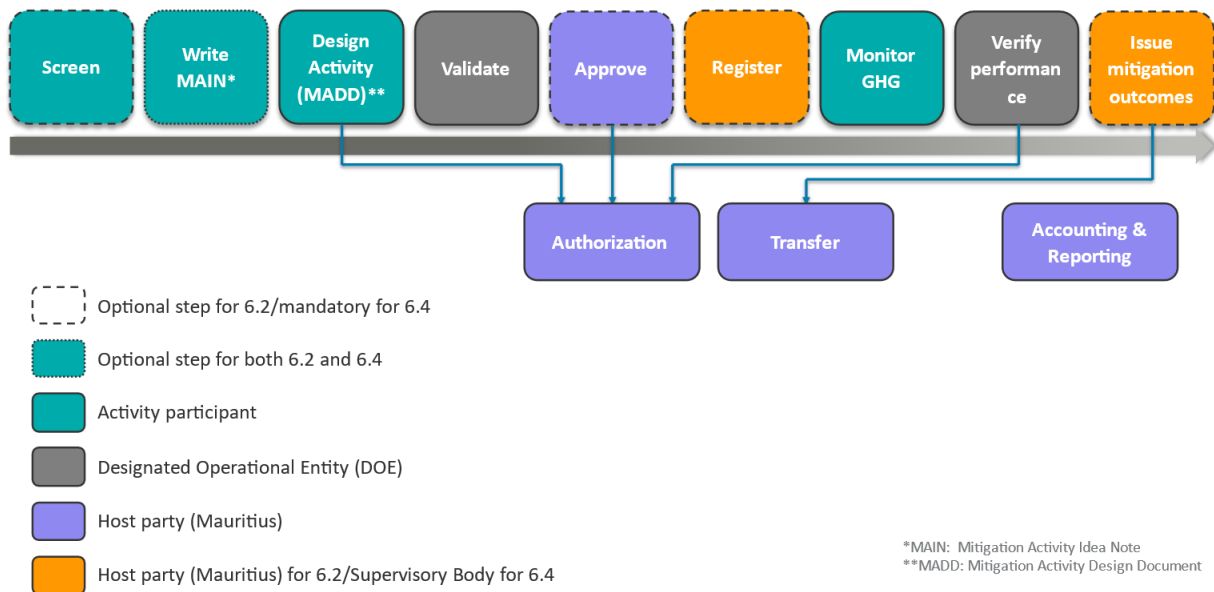 Screen
Write
MAIN*
Design
Activity
(MADD)**
Validate
Approve
Register
Monitor
GHG
Verify
performan
ce
Issue
mitigation
outcomes
Authorization
Transfer
Accounting &
Reporting
Optional step for 6.2/mandatory for 6.4
Optional step for both 6.2 and 6.4
Activity participant
Designated Operational Entity (DOE)
Host party (Mauritius)
Host party (Mauritius) for 6.2/Supervisory Body for 6.4
*MAIN: Mitigation Activity Idea Note
**MADD: Mitigation Activity Design Document